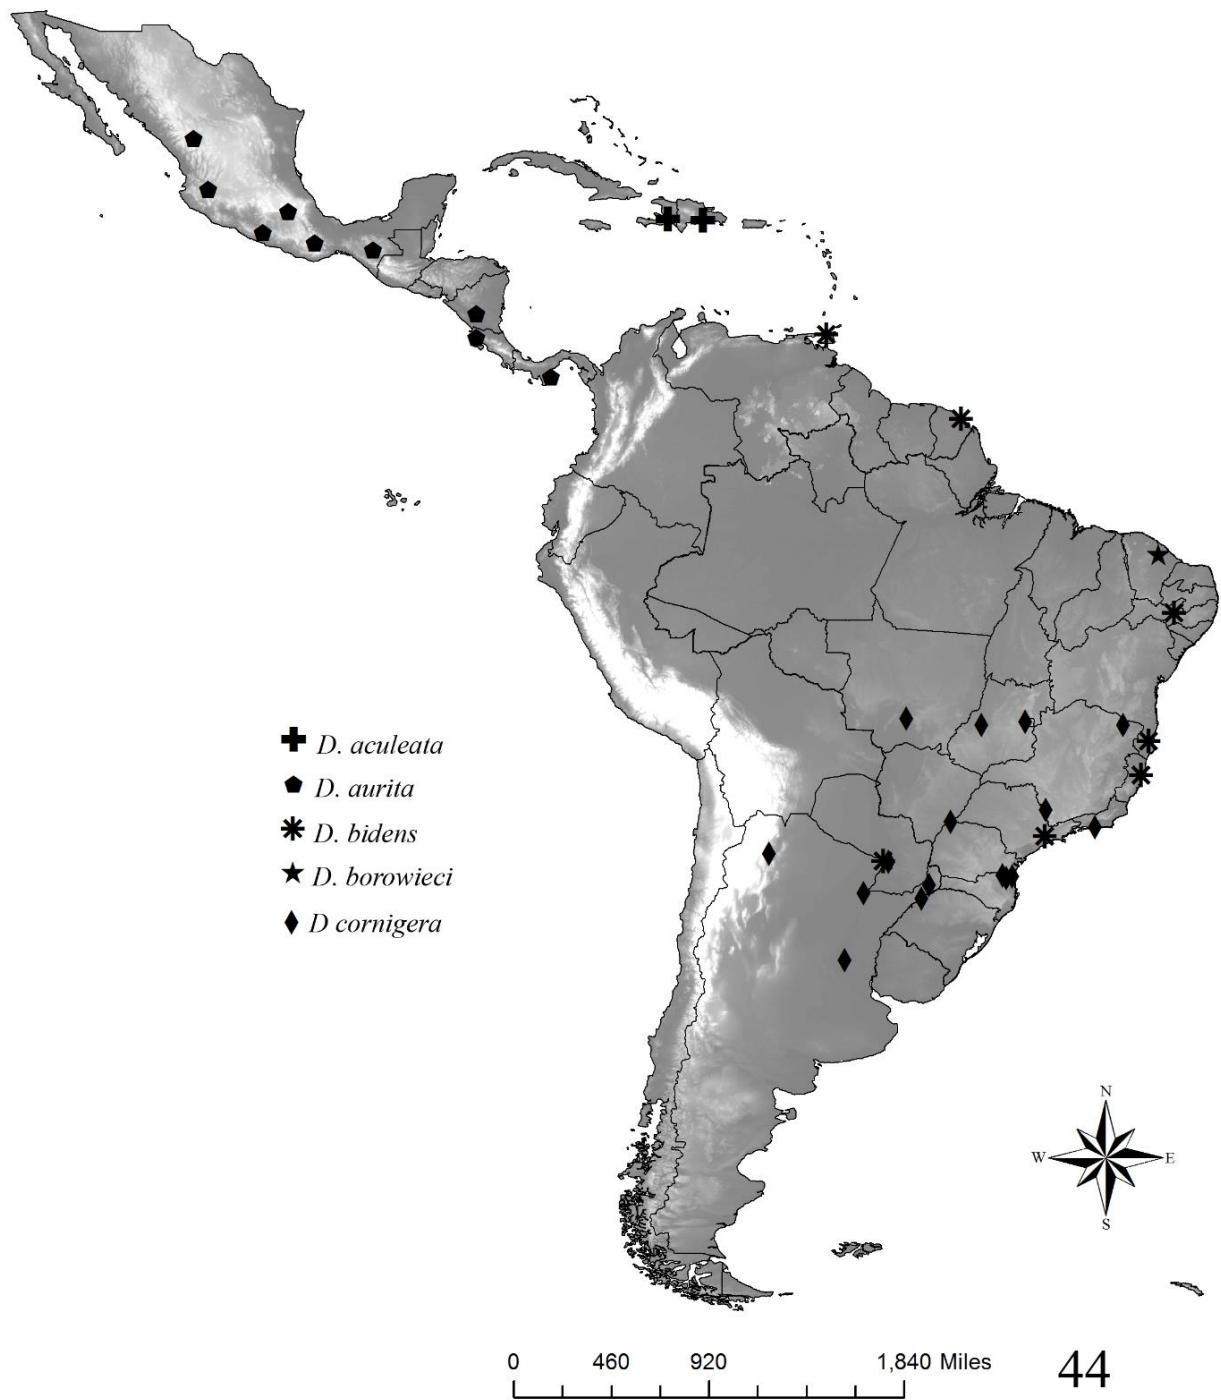 D. aculeata
D. aurita
D. bidens
D. borowieci
D cornigera
N
W E
S
0 460 920 1,840 Miles
44